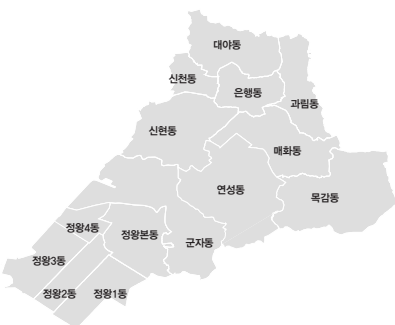 대야동
신천동
은행동
과림동
신현동
매화동
연성동
목감동
정왕4동
정왕본동
군자동
정왕3동
정왕2동
정왕1동